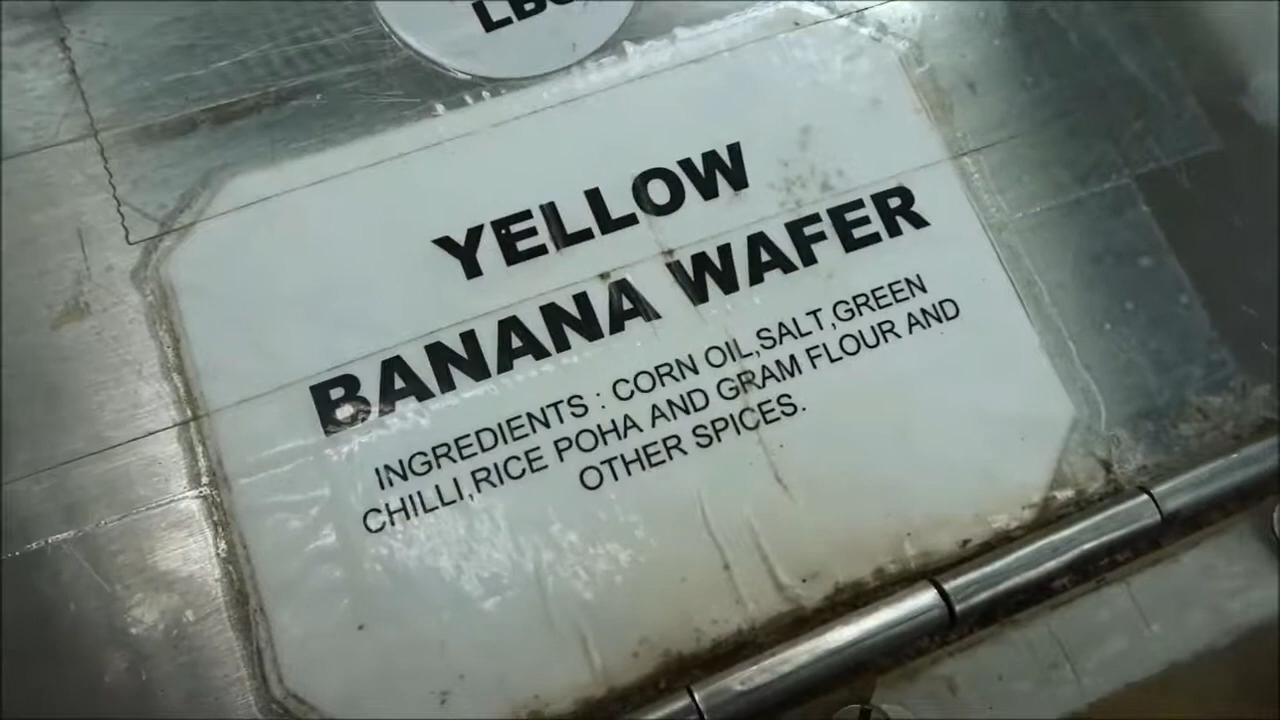 YELLOW
BANANA WAFER
INGREDIENTS : CORN OIL,SALT,GREEN
CHILLI,RICE POHA AND GRAM FLOUR AND
OTHER SPICES.